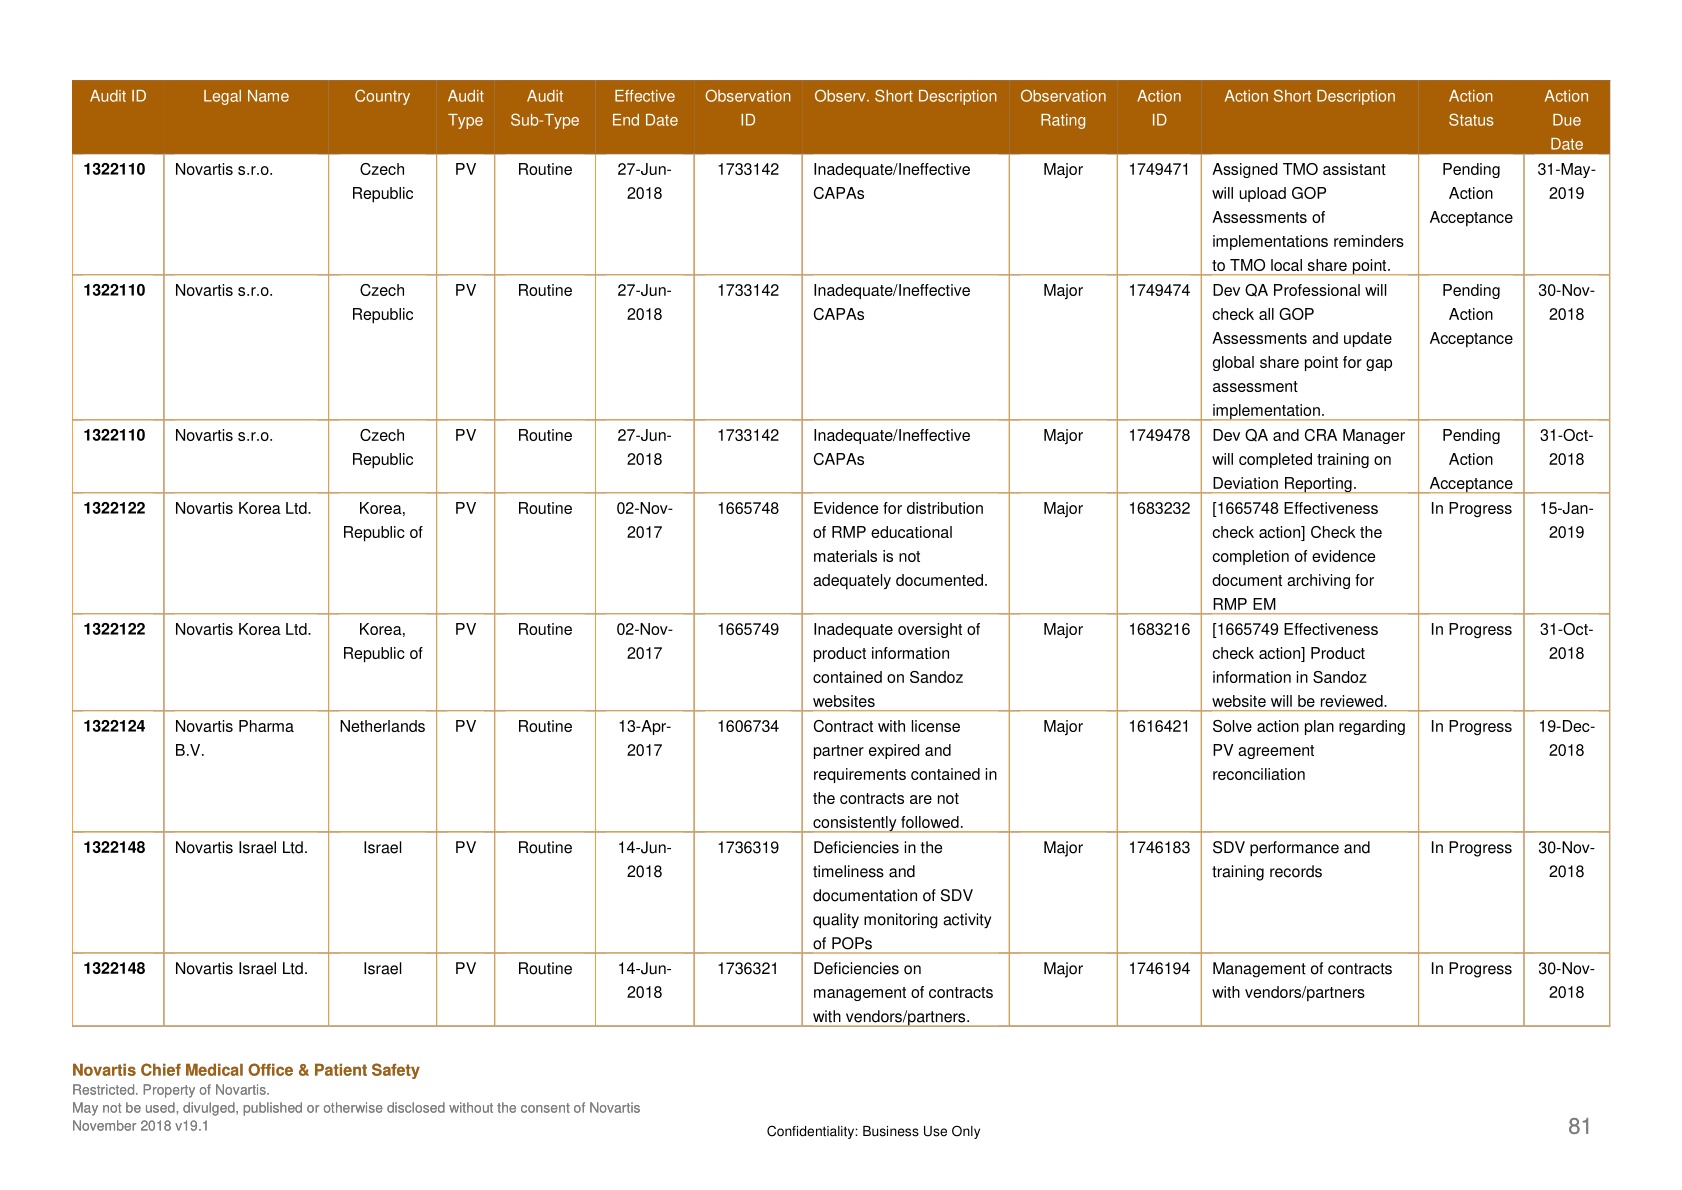 Audit ID Legal Name Country Audit Type Audit Sub-Type Effective End Date Observation ID Observ. Short Description Observation Rating Action ID Action Short Description Action Status Action Due Date
1322110 Novartis s.r.o. Czech Republic PV Routine 27-Jun-2018 1733142 Inadequate/Ineffective CAPAs Major 1749471 Assigned TMO assistant will upload GOP Assessments of implementations reminders to TMO local share point. Pending Action Acceptance 31-May-2019
1322110 Novartis s.r.o. Czech Republic PV Routine 27-Jun-2018 1733142 Inadequate/Ineffective CAPAs Major 1749474 Dev QA Professional will check all GOP Assessments and update global share point for gap assessment implementation. Pending Action Acceptance 30-Nov-2018
1322110 Novartis s.r.o. Czech Republic PV Routine 27-Jun-2018 1733142 Inadequate/Ineffective CAPAs Major 1749478 Dev QA and CRA Manager will completed training on Deviation Reporting. Pending Action Acceptance 31-Oct-2018
1322122 Novartis Korea Ltd. Korea, Republic of PV Routine 02-Nov-2017 1665748 Evidence for distribution of RMP educational materials is not adequately documented. Major 1683232 [1665748 Effectiveness check action] Check the completion of evidence document archiving for RMP EM In Progress 15-Jan-2019
1322122 Novartis Korea Ltd. Korea, Republic of PV Routine 02-Nov-2017 1665749 Inadequate oversight of product information contained on Sandoz websites Major 1683216 [1665749 Effectiveness check action] Product information in Sandoz website will be reviewed. In Progress 31-Oct-2018
1322124 Novartis Pharma B.V. Netherlands PV Routine 13-Apr-2017 1606734 Contract with license partner expired and requirements contained in the contracts are not consistently followed. Major 1616421 Solve action plan regarding PV agreement reconciliation In Progress 19-Dec-2018
1322148 Novartis Israel Ltd. Israel PV Routine 14-Jun-2018 1736319 Deficiencies in the timeliness and documentation of SDV quality monitoring activity of POPs Major 1746183 SDV performance and training records In Progress 30-Nov-2018
1322148 Novartis Israel Ltd. Israel PV Routine 14-Jun-2018 1736321 Deficiencies on management of contracts with vendors/partners. Major 1746194 Management of contracts with vendors/partners In Progress 30-Nov-2018
Novartis Chief Medical Office & Patient Safety
Restricted. Property of Novartis.
May not be used, divulged, published or otherwise disclosed without the consent of Novartis
November 2018 v19.1
Confidentiality: Business Use Only
81